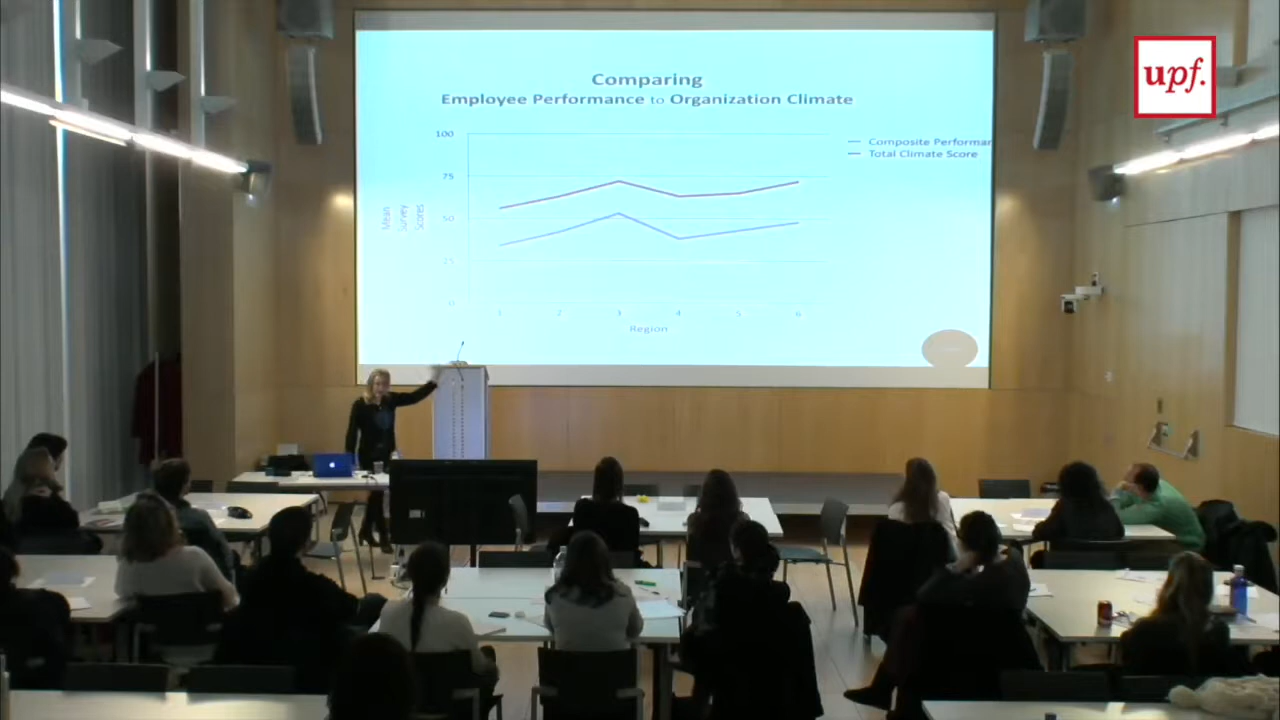 upf.
Comparing
Employee Performance to Organization Climate
100
75
50
25
0
Mean
Survey
Scores
1
2
3
4
5
6
Region
Composite Performan
Total Climate Score